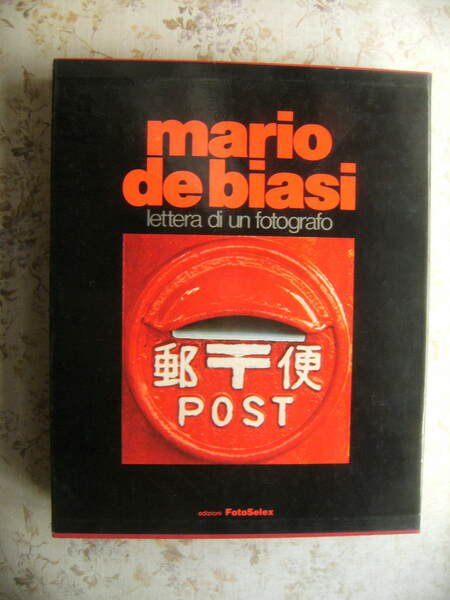 mario
de biasi
lettera di un fotografo
郵〒便
POST
edizioni FotoSelex